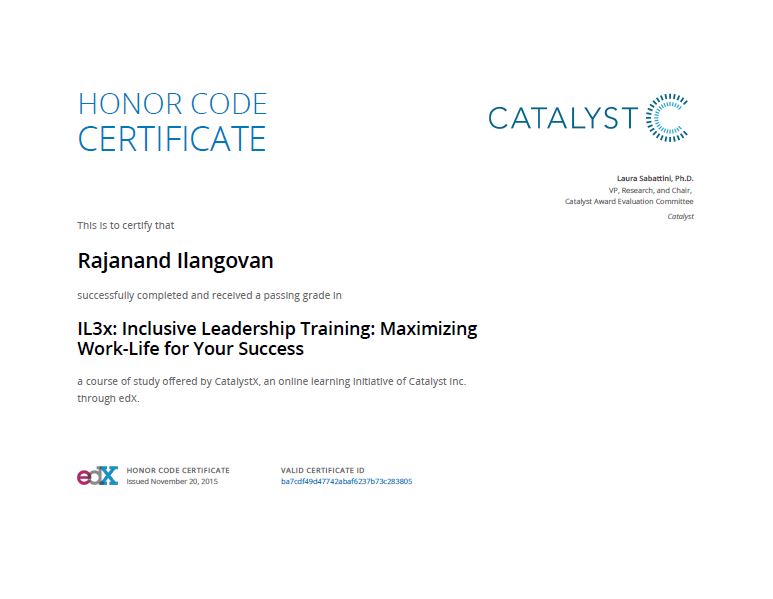 HONOR CODE
CERTIFICATE
CATALYST
Laura Sabattini, Ph.D.
VP, Research, and Chair,
Catalyst Award Evaluation Committee
Catalyst
This is to certify that
Rajanand Ilangovan
successfully completed and received a passing grade in
IL3x: Inclusive Leadership Training: Maximizing
Work-Life for Your Success
a course of study offered by CatalystX, an online learning initiative of Catalyst Inc.
through edX.
edX
HONOR CODE CERTIFICATE
Issued November 20, 2015
VALID CERTIFICATE ID
ba7cdf49d47742abaf6237b73c283805